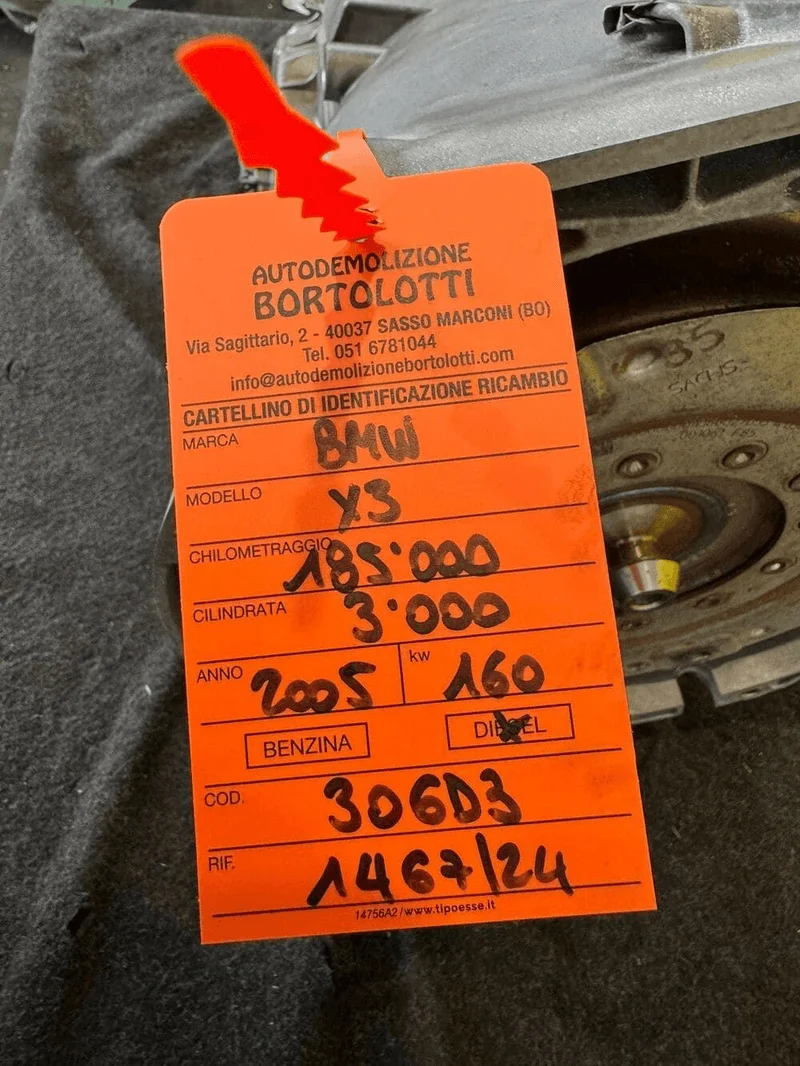 AUTODEMOLIZIONE
BORTOLOTTI
Via Sagittario, 2 - 40037 SASSO MARCONI (BO)
Tel. 051 6781044
info@autodemolizionebortolotti.com
CARTELLINO DI IDENTIFICAZIONE RICAMBIO
MARCA BMW
MODELLO X3
CHILOMETRAGGIO 185'000
CILINDRATA 3'000
ANNO 2005 kw 160
BENZINA DIESEL
COD. 306D3
RIF. 1467/24
14756A2/www.tipoesse.it
SACHS